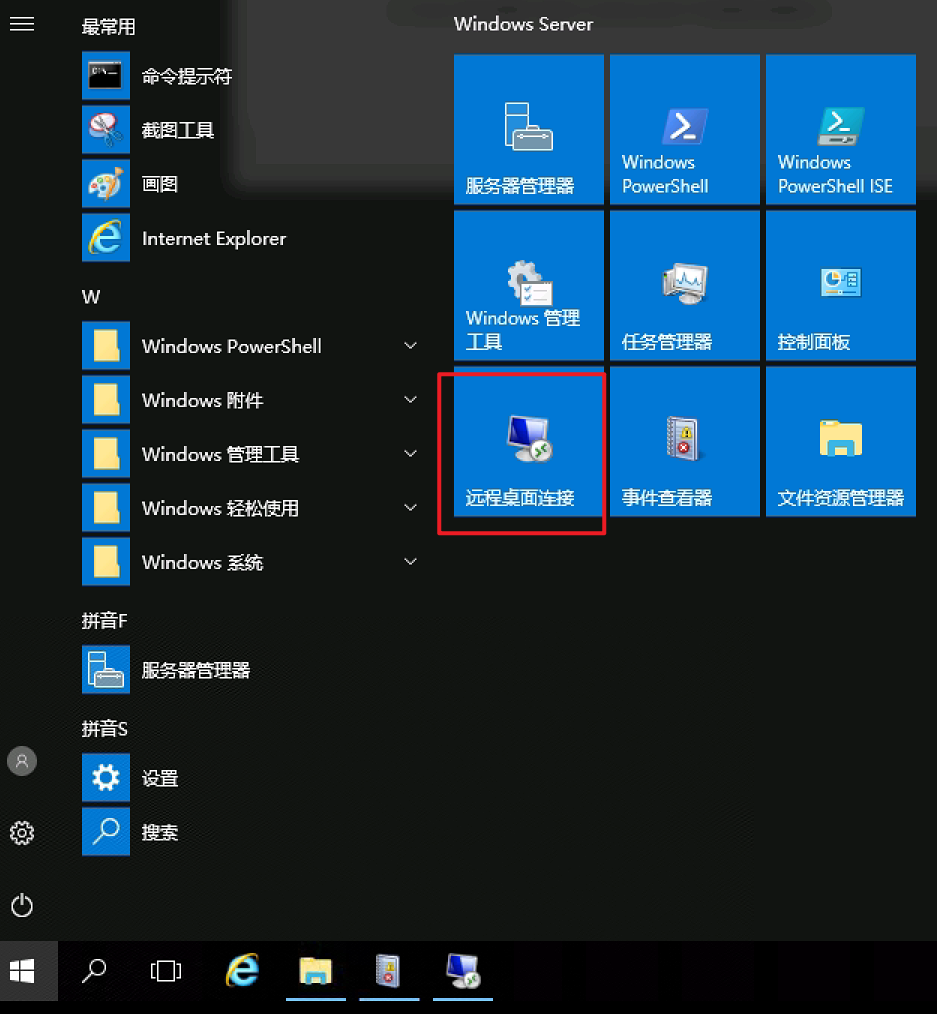 最常用
命令提示符
截图工具
画图
Internet Explorer
W
Windows PowerShell
Windows 附件
Windows 管理工具
Windows 轻松使用
Windows 系统
拼音F
服务器管理器
拼音S
设置
搜索
Windows Server
服务器管理器
Windows
PowerShell
Windows
PowerShell ISE
Windows 管理
工具
任务管理器
控制面板
远程桌面连接
事件查看器
文件资源管理器